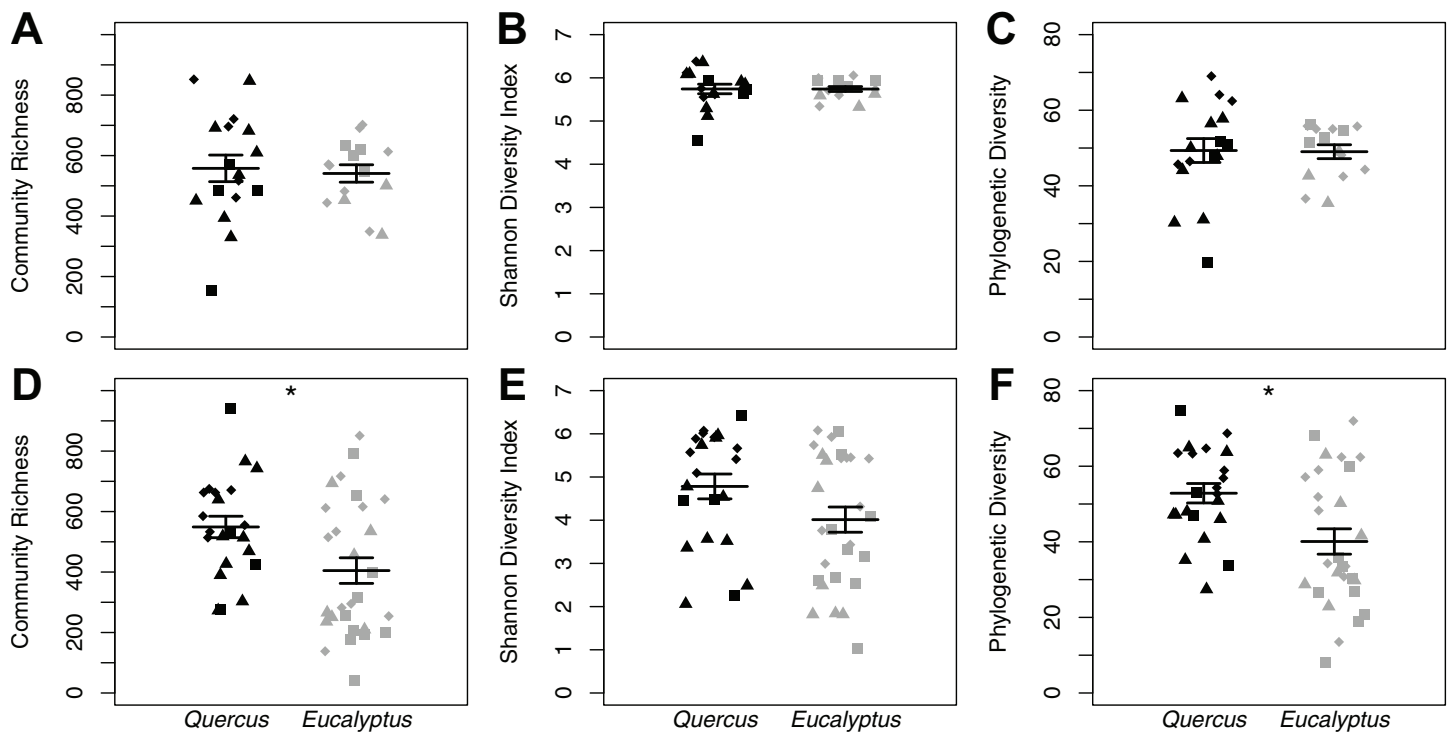 A
Community Richness
0 200 400 600 800
B
Shannon Diversity Index
0 1 2 3 4 5 6 7
C
Phylogenetic Diversity
0 20 40 60 80
D
Community Richness
0 200 400 600 800
*
Quercus Eucalyptus
E
Shannon Diversity Index
0 1 2 3 4 5 6 7
Quercus Eucalyptus
F
Phylogenetic Diversity
0 20 40 60 80
*
Quercus Eucalyptus